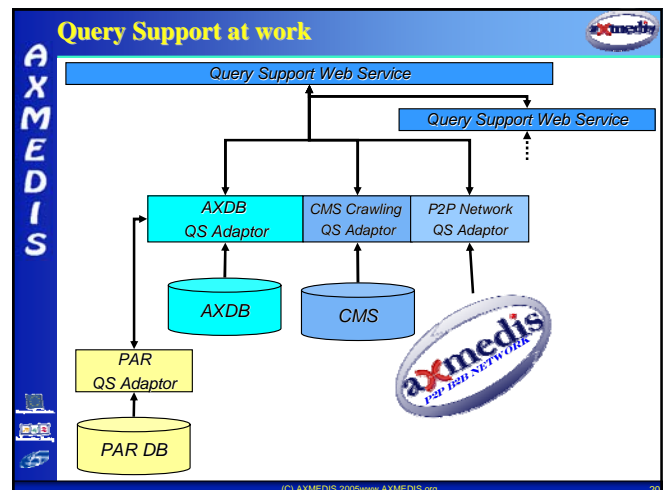 Query Support at work
axmedis
AXMEDIS
Query Support Web Service
Query Support Web Service
AXDB
QS Adaptor
CMS Crawling
QS Adaptor
P2P Network
QS Adaptor
AXDB
CMS
axmedis
P2P B2B NETWORK
PAR
QS Adaptor
PAR DB
(C) AXMEDIS 2005www.AXMEDIS.org
20